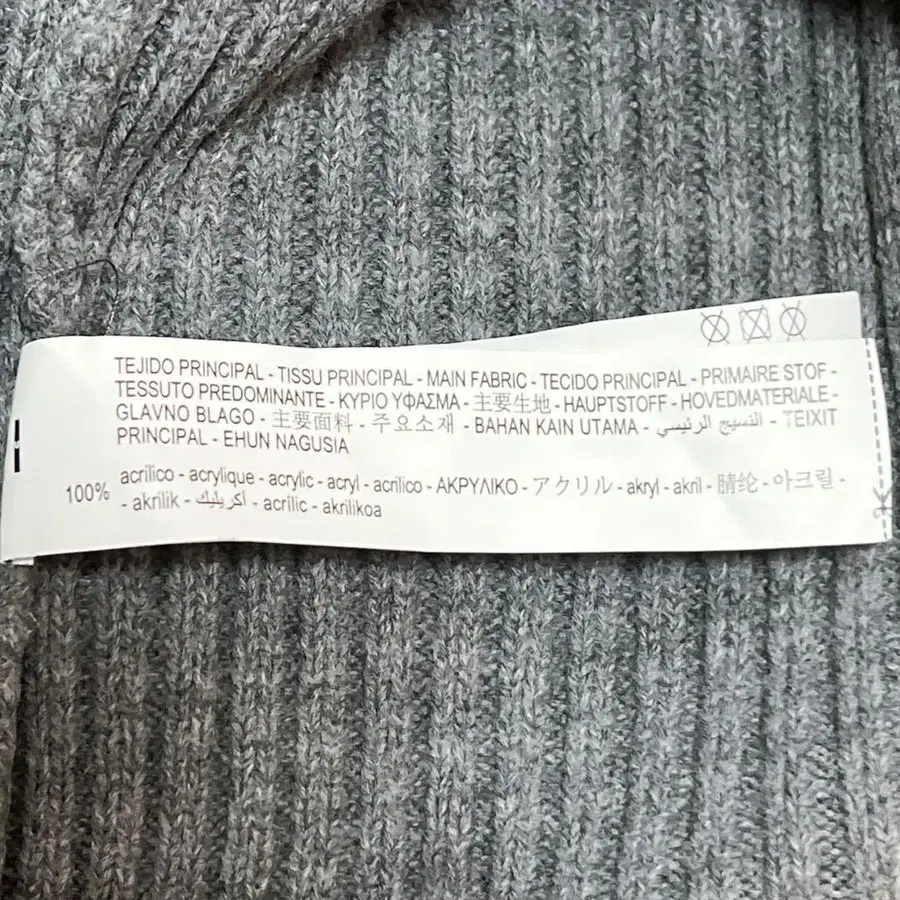 TEJIDO PRINCIPAL - TISSU PRINCIPAL - MAIN FABRIC - TECIDO PRINCIPAL - PRIMAIRE STOF -
TESSUTO PREDOMINANTE - ΚΥΡΙΟ ΥΦΑΣΜΑ - 主要生地 - HAUPTSTOFF - HOVEDMATERIALE -
GLAVNO BLAGO - 主要面料 - 주요소재 - BAHAN KAIN UTAMA - النسيج الرئيسي - TEIXIT
PRINCIPAL - EHUN NAGUSIA
100% acrílico - acrylique - acrylic - acryl - acrilico - ΑΚΡΥΛΙΚΟ - アクリル - akryl - akril - 腈纶 - 아크릴 -
- akrilik - أكريليك - acrílic - akrilikoa